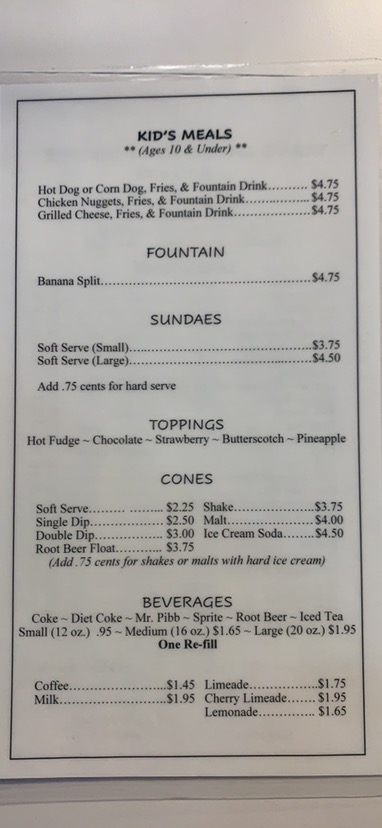 KID'S MEALS
** (Ages 10 & Under) **
Hot Dog or Corn Dog, Fries, & Fountain Drink.......... $4.75
Chicken Nuggets, Fries, & Fountain Drink................ $4.75
Grilled Cheese, Fries, & Fountain Drink...................$4.75
FOUNTAIN
Banana Split.....................................................$4.75
SUNDAES
Soft Serve (Small)..............................................$3.75
Soft Serve (Large)..............................................$4.50
Add .75 cents for hard serve
TOPPINGS
Hot Fudge ~ Chocolate ~ Strawberry ~ Butterscotch ~ Pineapple
CONES
Soft Serve......... ......... $2.25 Shake....................$3.75
Single Dip.................. $2.50 Malt..................... $4.00
Double Dip................. $3.00 Ice Cream Soda.......$4.50
Root Beer Float........... $3.75
(Add .75 cents for shakes or malts with hard ice cream)
BEVERAGES
Coke ~ Diet Coke ~ Mr. Pibb ~ Sprite ~ Root Beer ~ Iced Tea
Small (12 oz.) .95 ~ Medium (16 oz.) $1.65 ~ Large (20 oz.) $1.95
One Re-fill
Coffee........................$1.45 Limeade.................$1.75
Milk...........................$1.95 Cherry Limeade....... $1.95
Lemonade.............. $1.65